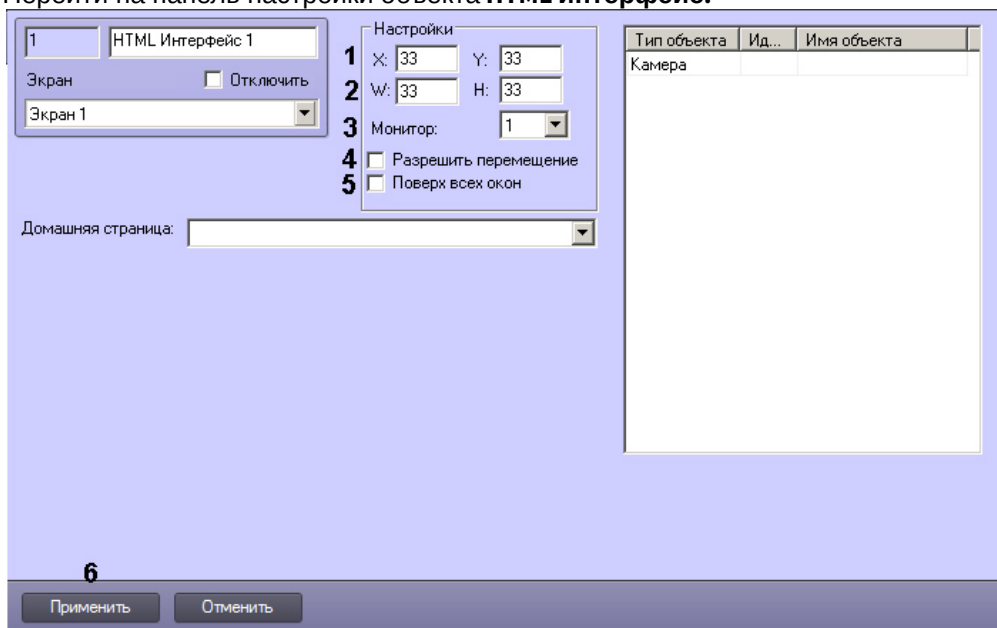 Перейти на панель настройки объекта HTML Интерфейс.
1 HTML Интерфейс 1
Экран Отключить
Экран 1
Настройки
1 X: 33 Y: 33
2 W: 33 H: 33
3 Монитор: 1
4 Разрешить перемещение
5 Поверх всех окон
Домашняя страница:
Тип объекта Ид... Имя объекта
Камера
6
Применить Отменить